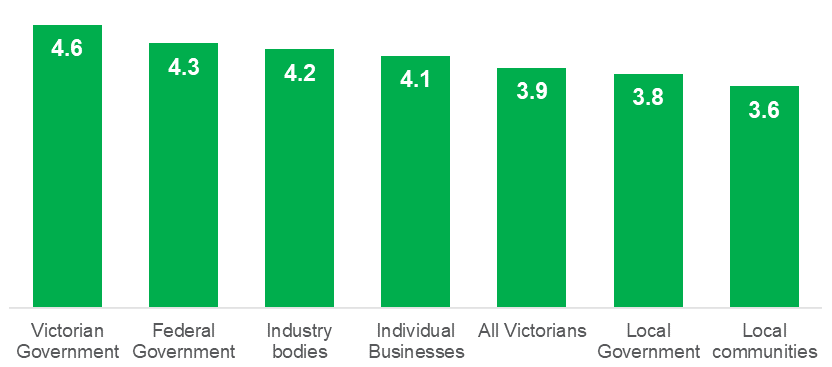 4.6
4.3
4.2
4.1
3.9
3.8
3.6
Victorian Government
Federal Government
Industry bodies
Individual Businesses
All Victorians
Local Government
Local communities